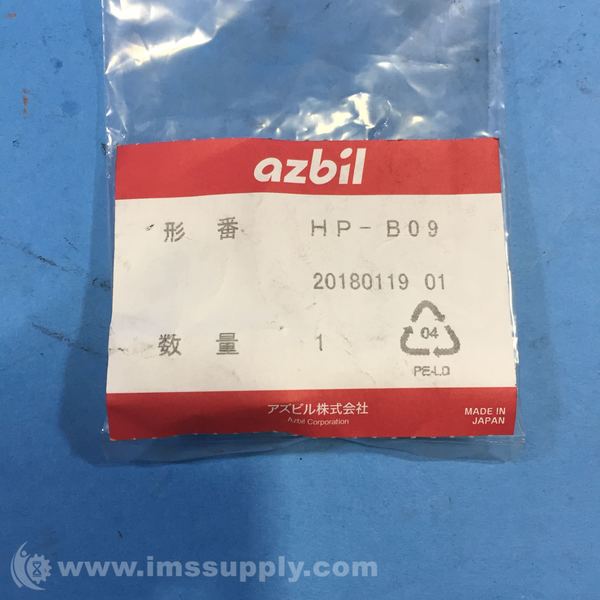 azbil
形 番 HP-B09
20180119 01
数 量 1
04
PE-LD
アズビル株式会社
Azbil Corporation
MADE IN
JAPAN
www.imssupply.com